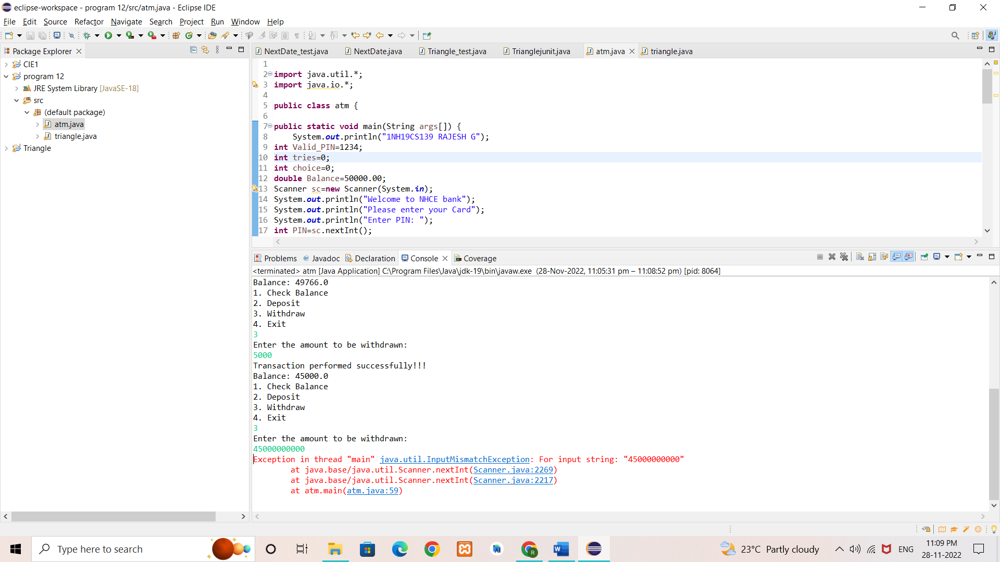 eclipse-workspace - program 12/src/atm.java - Eclipse IDE
File Edit Source Refactor Navigate Search Project Run Window Help
Package Explorer
CIE1
program 12
JRE System Library [JavaSE-18]
src
(default package)
atm.java
triangle.java
Triangle
NextDate_test.java NextDate.java Triangle_test.java Trianglejunit.java atm.java triangle.java
1
2 import java.util.*;
3 import java.io.*;
4
5 public class atm {
6
7 public static void main(String args[]) {
8 System.out.println("1NH19CS139 RAJESH G");
9 int Valid_PIN=1234;
10 int tries=0;
11 int choice=0;
12 double Balance=50000.00;
13 Scanner sc=new Scanner(System.in);
14 System.out.println("Welcome to NHCE bank");
15 System.out.println("Please enter your Card");
16 System.out.println("Enter PIN: ");
17 int PIN=sc.nextInt();
Problems @ Javadoc Declaration Console Coverage
<terminated> atm [Java Application] C:\Program Files\Java\jdk-19\bin\javaw.exe (28-Nov-2022, 11:05:31 pm – 11:08:52 pm) [pid: 8064]
Balance: 49766.0
1. Check Balance
2. Deposit
3. Withdraw
4. Exit
3
Enter the amount to be withdrawn:
5000
Transaction performed successfully!!!
Balance: 45000.0
1. Check Balance
2. Deposit
3. Withdraw
4. Exit
3
Enter the amount to be withdrawn:
45000000000
Exception in thread "main" java.util.InputMismatchException: For input string: "45000000000"
at java.base/java.util.Scanner.nextInt(Scanner.java:2269)
at java.base/java.util.Scanner.nextInt(Scanner.java:2217)
at atm.main(atm.java:59)
Type here to search
23°C Partly cloudy
ENG
11:09 PM
28-11-2022